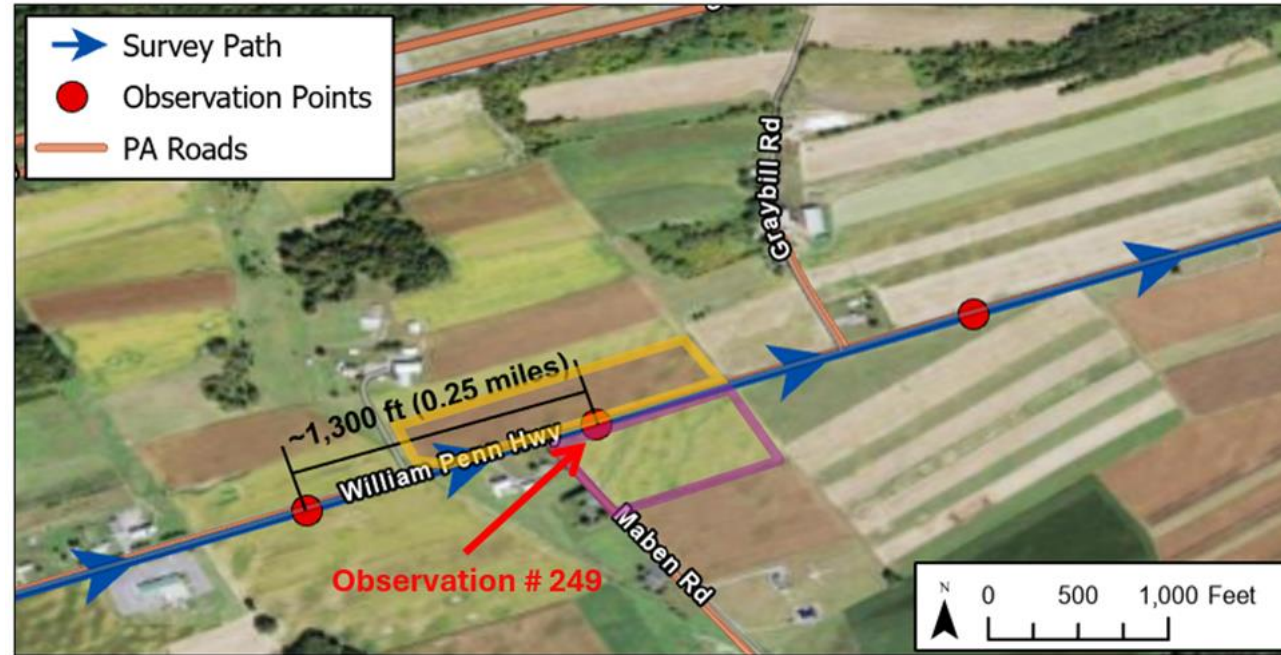 Survey Path
Observation Points
PA Roads
Graybill Rd
~1,300 ft (0.25 miles)
William Penn Hwy
Observation # 249
Maben Rd
N
0 500 1,000 Feet